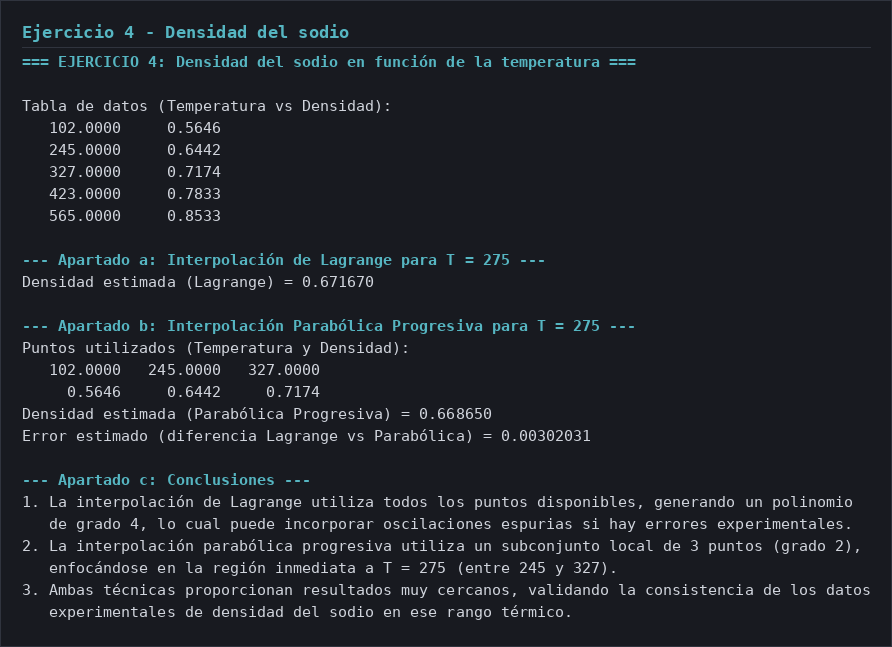 Ejercicio 4 - Densidad del sodio
=== EJERCICIO 4: Densidad del sodio en función de la temperatura ===
Tabla de datos (Temperatura vs Densidad):
102.0000     0.5646
245.0000     0.6442
327.0000     0.7174
423.0000     0.7833
565.0000     0.8533
--- Apartado a: Interpolación de Lagrange para T = 275 ---
Densidad estimada (Lagrange) = 0.671670
--- Apartado b: Interpolación Parabólica Progresiva para T = 275 ---
Puntos utilizados (Temperatura y Densidad):
102.0000   245.0000   327.0000
0.5646     0.6442     0.7174
Densidad estimada (Parabólica Progresiva) = 0.668650
Error estimado (diferencia Lagrange vs Parabólica) = 0.00302031
--- Apartado c: Conclusiones ---
1. La interpolación de Lagrange utiliza todos los puntos disponibles, generando un polinomio
de grado 4, lo cual puede incorporar oscilaciones espurias si hay errores experimentales.
2. La interpolación parabólica progresiva utiliza un subconjunto local de 3 puntos (grado 2),
enfocándose en la región inmediata a T = 275 (entre 245 y 327).
3. Ambas técnicas proporcionan resultados muy cercanos, validando la consistencia de los datos
experimentales de densidad del sodio en ese rango térmico.